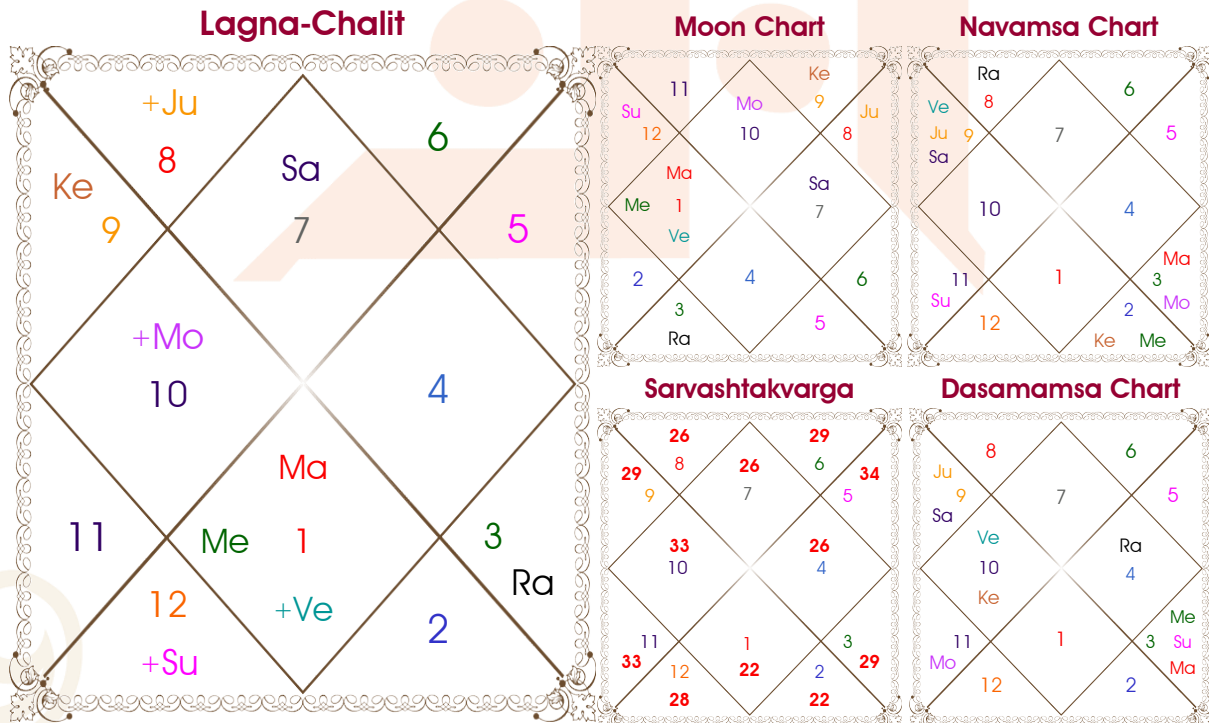 Lagna-Chalit
+Ju
8
6
Ke
Sa
9
7
5
+Mo
10
4
Ma
11
Me
1
3
Ra
12
+Ve
2
+Su
Moon Chart
11
Ke
Su
Mo
9
Ju
12
10
8
Ma
Sa
Me
1
7
Ve
2
4
6
3
5
Ra
Navamsa Chart
Ra
6
Ve
8
Ju
9
7
5
Sa
10
4
Ma
11
1
3
Su
Mo
12
2
Ke
Me
Sarvashtakvarga
26
29
29
8
26
6
34
9
7
5
33
26
10
4
11
1
3
33
12
22
2
29
28
22
Dasamamsa Chart
8
6
Ju
9
7
5
Sa
Ve
Ra
10
4
Ke
Me
11
1
3
Su
Mo
Ma
12
2